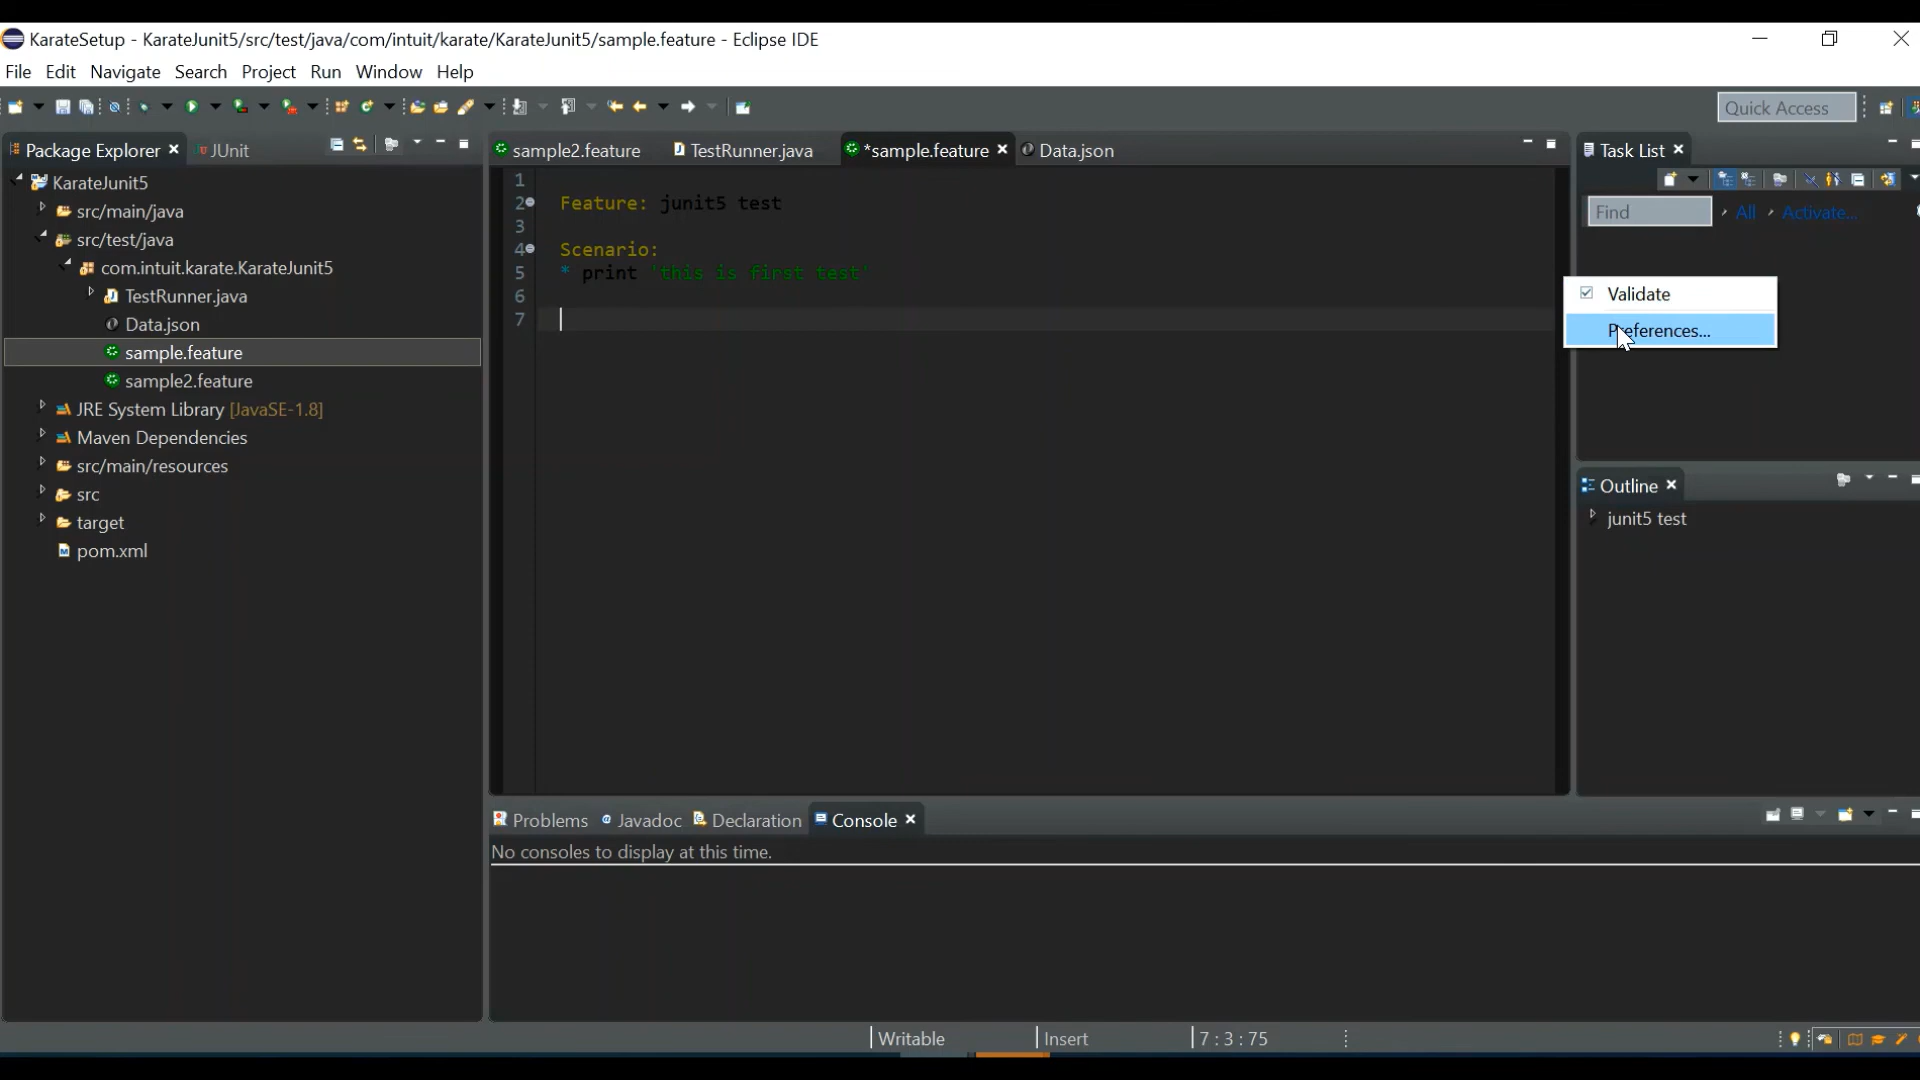 KarateSetup - KarateJunit5/src/test/java/com/intuit/karate/KarateJunit5/sample.feature - Eclipse IDE
File Edit Navigate Search Project Run Window Help
Quick Access
Package Explorer JUnit
sample2.feature TestRunner.java *sample.feature Data.json
Task List
Find All Activate...
KarateJunit5
src/main/java
src/test/java
com.intuit.karate.KarateJunit5
TestRunner.java
Data.json
sample.feature
sample2.feature
JRE System Library [JavaSE-1.8]
Maven Dependencies
src/main/resources
src
target
pom.xml
1
2 Feature: junit5 test
3
4 Scenario:
5 * print 'this is first test'
6
7
Validate
Preferences...
Outline
junit5 test
Problems Javadoc Declaration Console
No consoles to display at this time.
Writable Insert 7 : 3 : 75